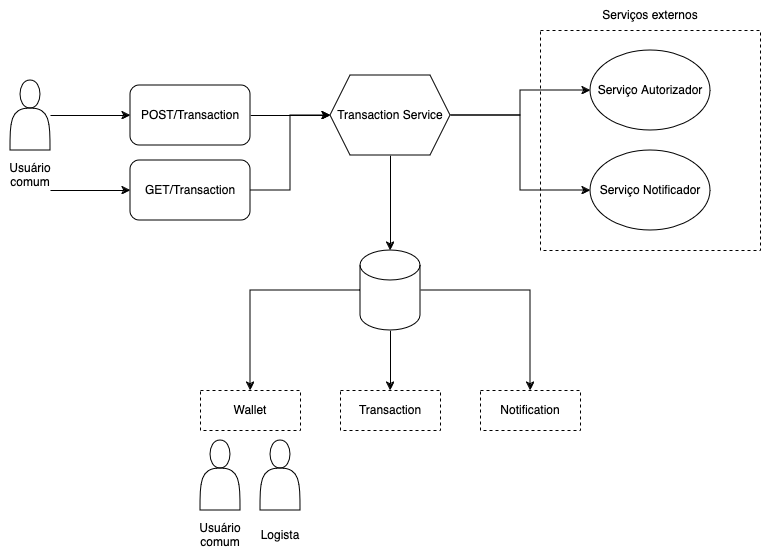 Serviços externos
POST/Transaction
Transaction Service
Serviço Autorizador
Usuário
comum
GET/Transaction
Serviço Notificador
Wallet
Transaction
Notification
Usuário
comum
Logista